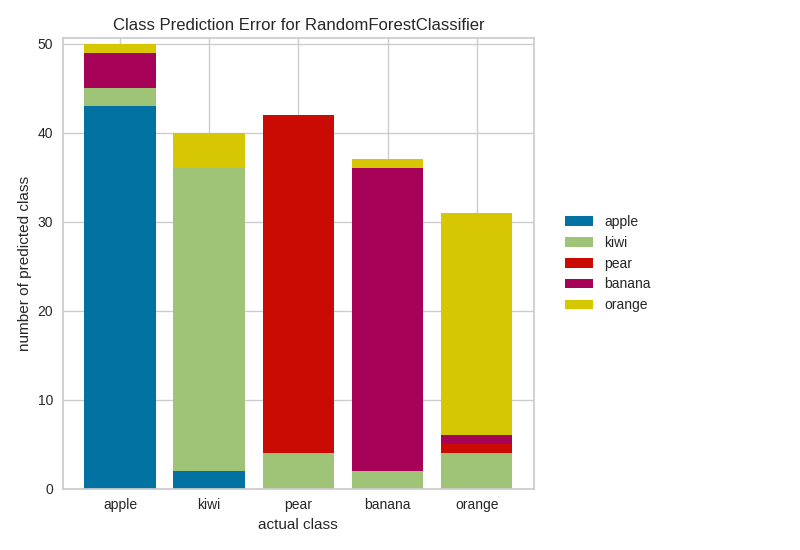 Class Prediction Error for RandomForestClassifier
number of predicted class
50
40
30
20
10
0
apple
kiwi
pear
banana
orange
actual class
apple
kiwi
pear
banana
orange